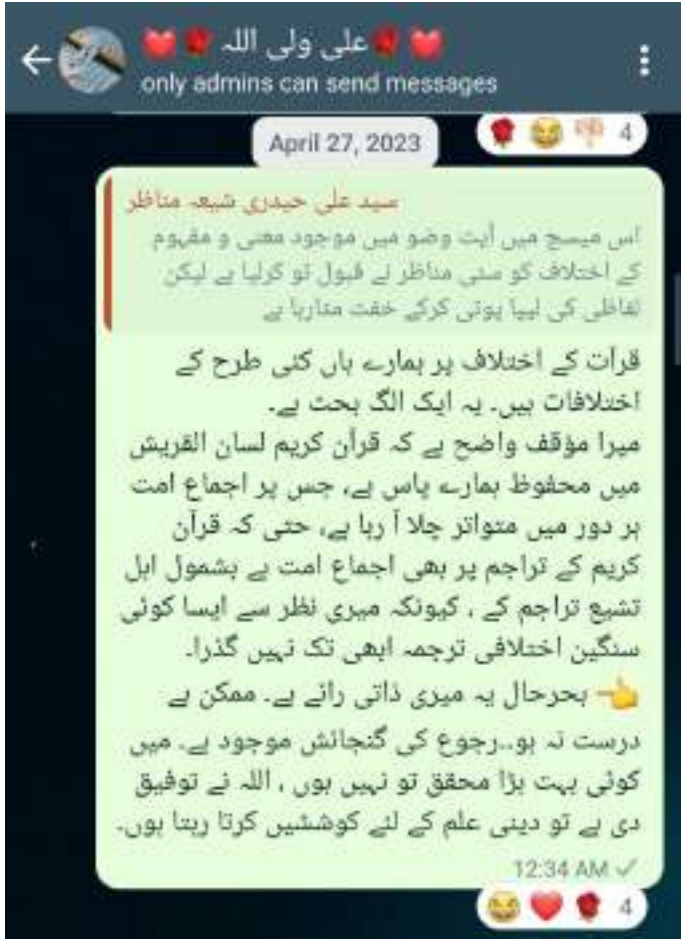 ❤️🌹علی ولی اللہ🌹❤️
only admins can send messages
🌹😂👎🏻 4
April 27, 2023
سید علی حیدری شیعہ مناظر
اس میسج میں آیت وضو میں موجود معنی و مفہوم
کے اختلاف کو سنی مناظر نے قبول تو کرلیا ہے لیکن
لفاظی کی لیپا پوتی کرکے خفت مٹارہا ہے
قرآت کے اختلاف پر ہمارے ہاں کئی طرح کے
اختلافات ہیں۔ یہ ایک الگ بحث ہے۔
میرا مؤقف واضح ہے کہ قرآن کریم لسان القریش
میں محفوظ ہمارے پاس ہے، جس پر اجماع امت
ہر دور میں متواتر چلا آ رہا ہے، حتی کہ قرآن
کریم کے تراجم پر بھی اجماع امت ہے بشمول اہل
تشیع تراجم کے ، کیونکہ میری نظر سے ایسا کوئی
سنگین اختلافی ترجمہ ابھی تک نہیں گذرا۔
👈 بحرحال یہ میری ذاتی رائے ہے۔ ممکن ہے
درست نہ ہو..رجوع کی گنجائش موجود ہے۔ میں
کوئی بہت بڑا محقق تو نہیں ہوں ، اللہ نے توفیق
دی ہے تو دینی علم کے لئے کوششیں کرتا رہتا ہوں۔
12:34 AM ✓
😂❤️🌹 4